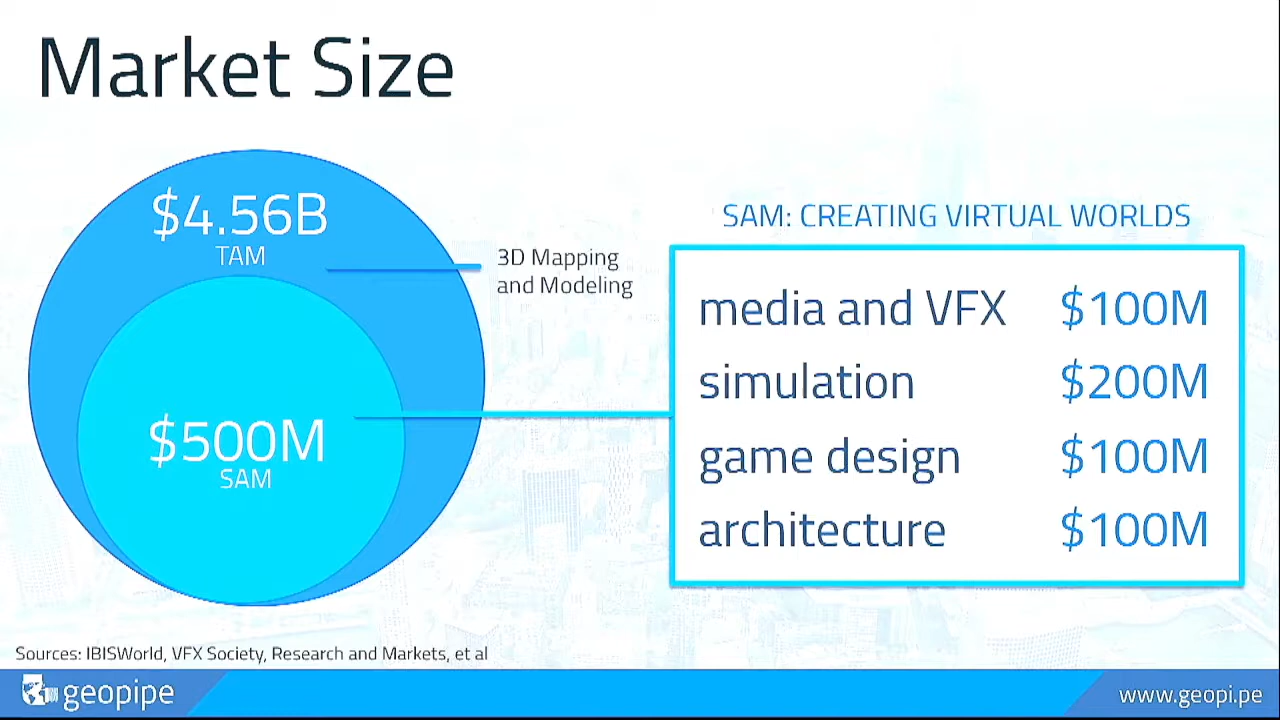 Market Size
$4.56B
TAM
3D Mapping
and Modeling
$500M
SAM
SAM: CREATING VIRTUAL WORLDS
media and VFX $100M
simulation $200M
game design $100M
architecture $100M
Sources: IBISWorld, VFX Society, Research and Markets, et al
geopipe
www.geopi.pe